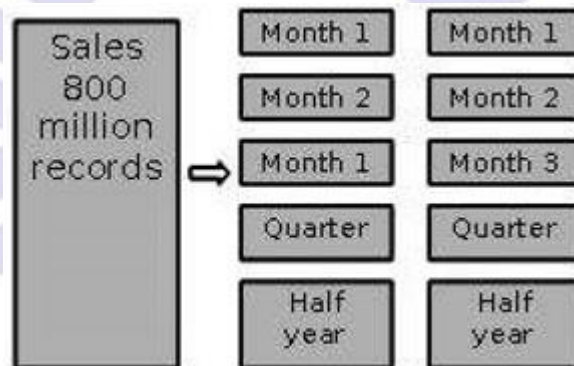 Sales
800
million
records
Month 1
Month 2
Month 1
Quarter
Half
year
Month 1
Month 2
Month 3
Quarter
Half
year